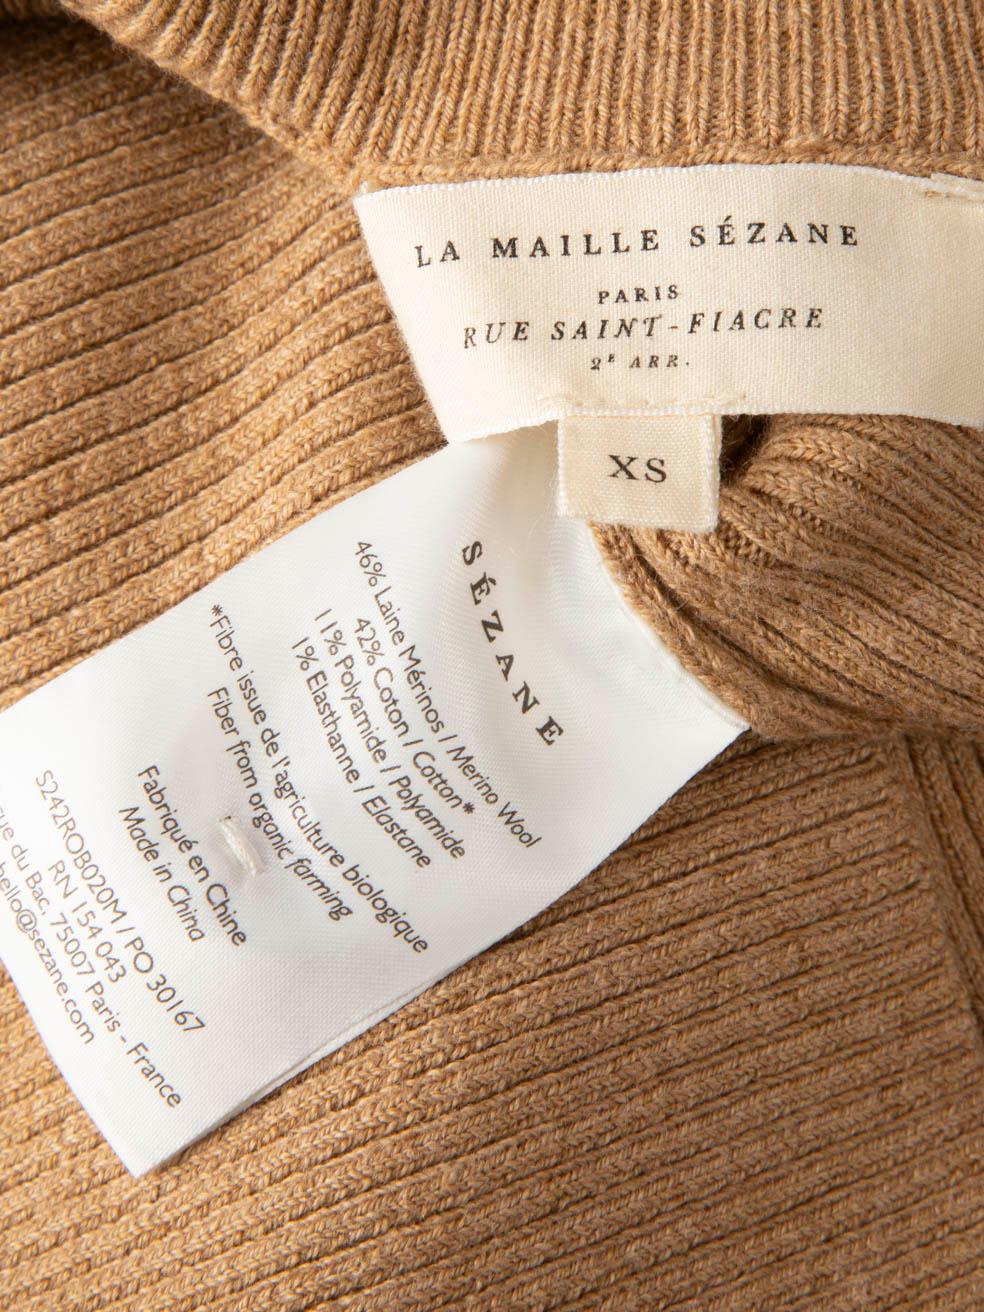 LA MAILLE SÉZANE
PARIS
RUE SAINT-FIACRE
2E ARR.
XS
SÉZANE
46% Laine Mérinos / Merino Wool
42% Coton / Cotton*
11% Polyamide / Polyamide
1% Elasthanne / Elastane
*Fibre issue de l'agriculture biologique
Fiber from organic farming
Fabriqué en Chine
Made in China
S242ROB020M / PO 30167
RN 154 043
rue du Bac, 75007 Paris - France
hello@sezane.com